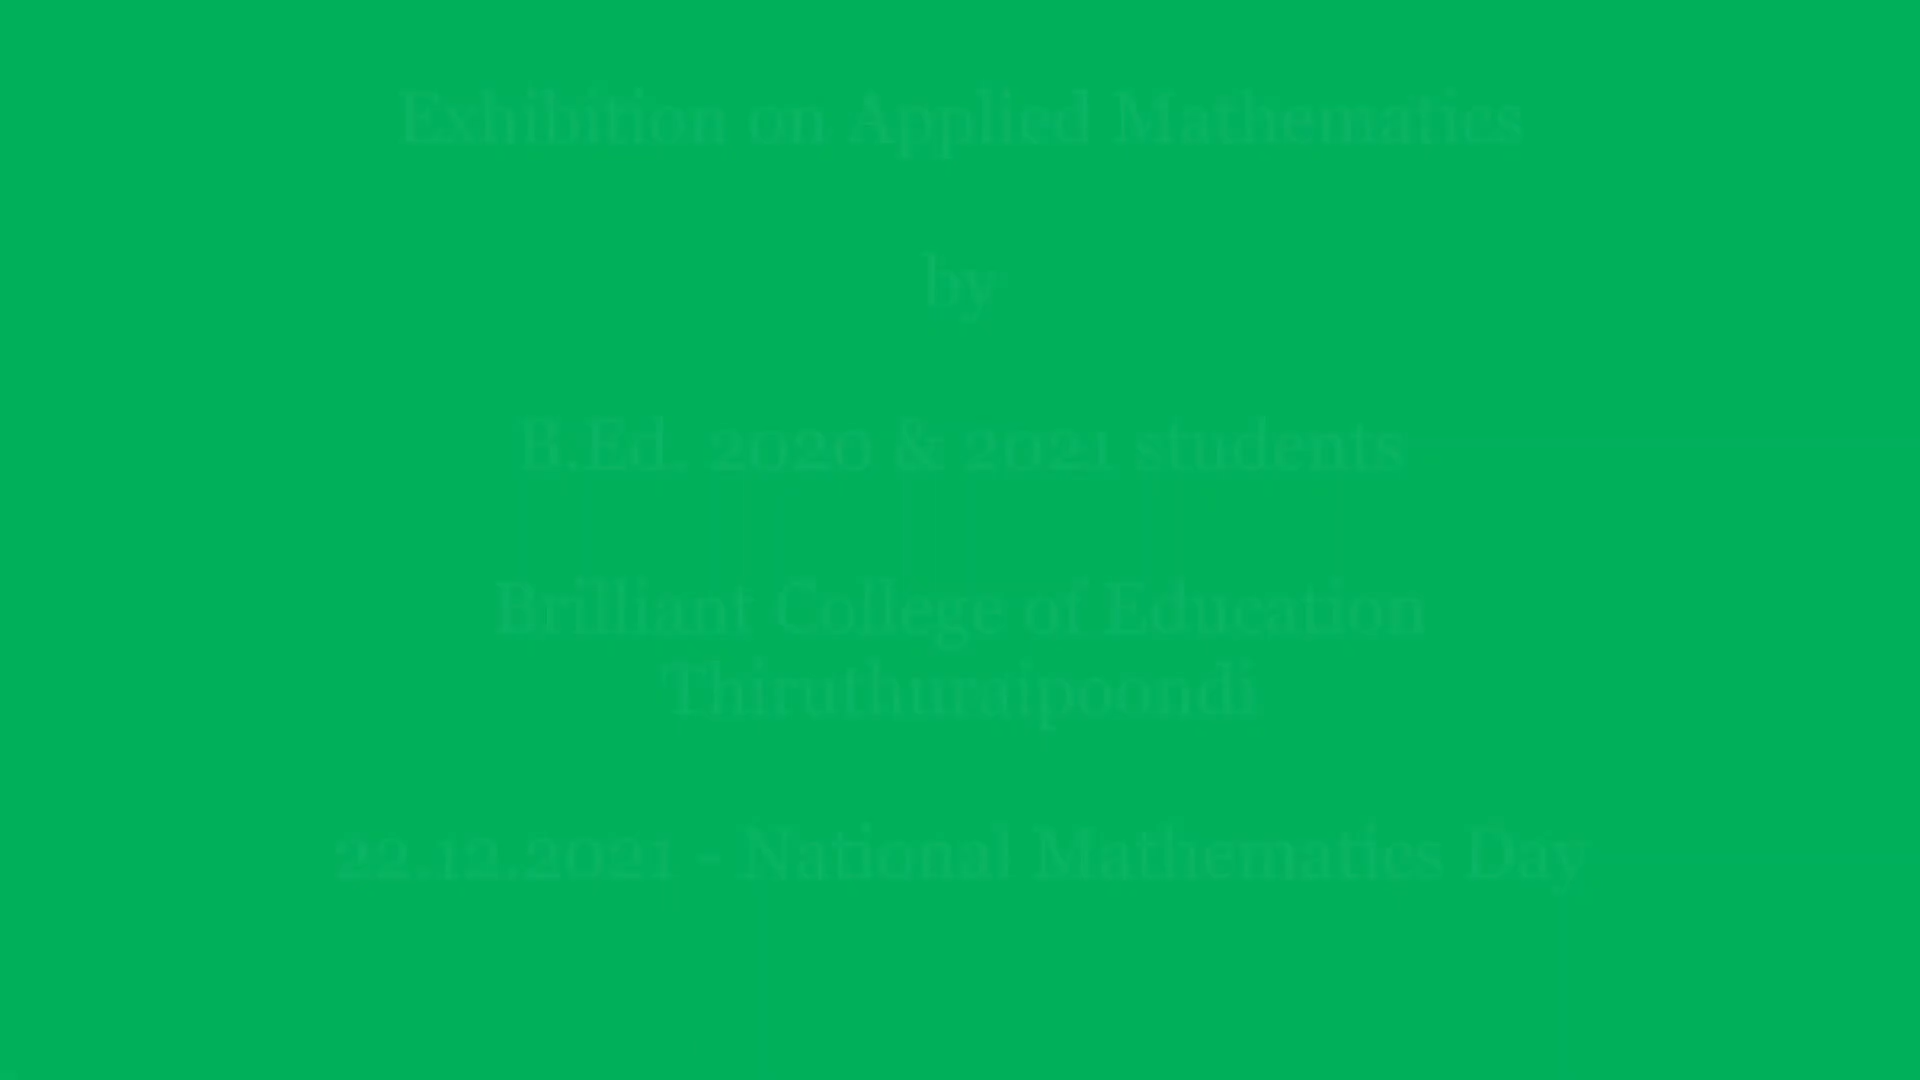 Exhibition on Applied Mathematics
by
B.Ed. 2020 & 2021 students
Brilliant College of Education
Thiruthuraipoondi
22.12.2021 - National Mathematics Day